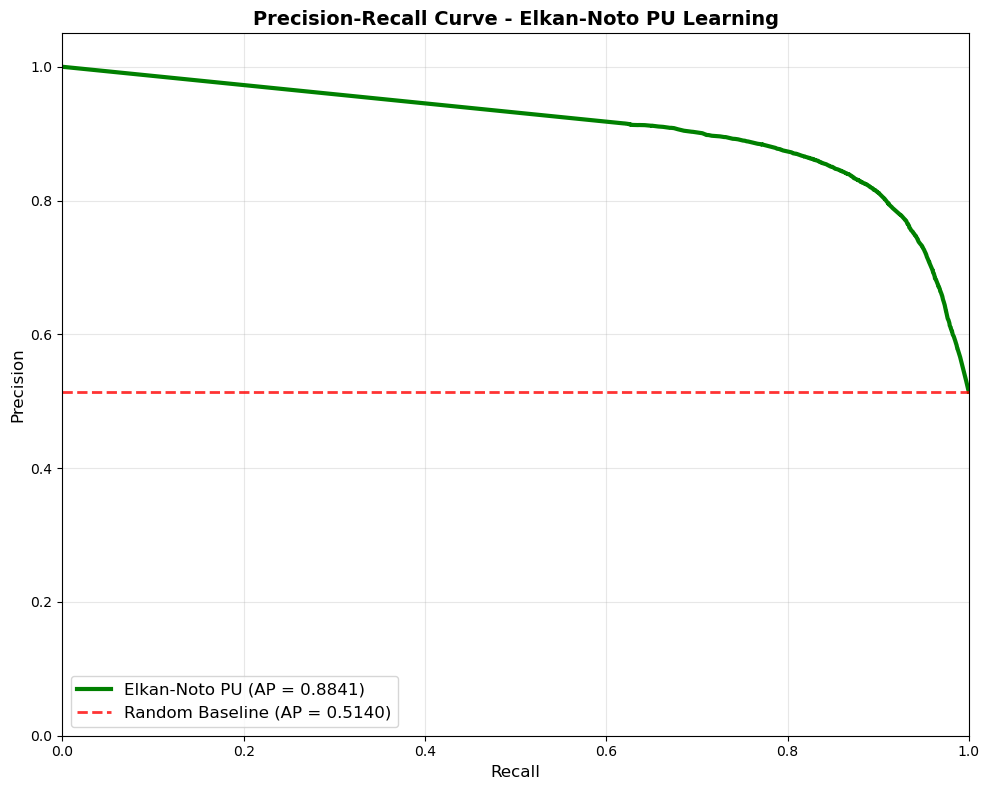 Precision-Recall Curve - Elkan-Noto PU Learning
1.0
0.8
0.6
0.4
0.2
0.0
Precision
Elkan-Noto PU (AP = 0.8841)
Random Baseline (AP = 0.5140)
0.0 0.2 0.4 0.6 0.8 1.0
Recall